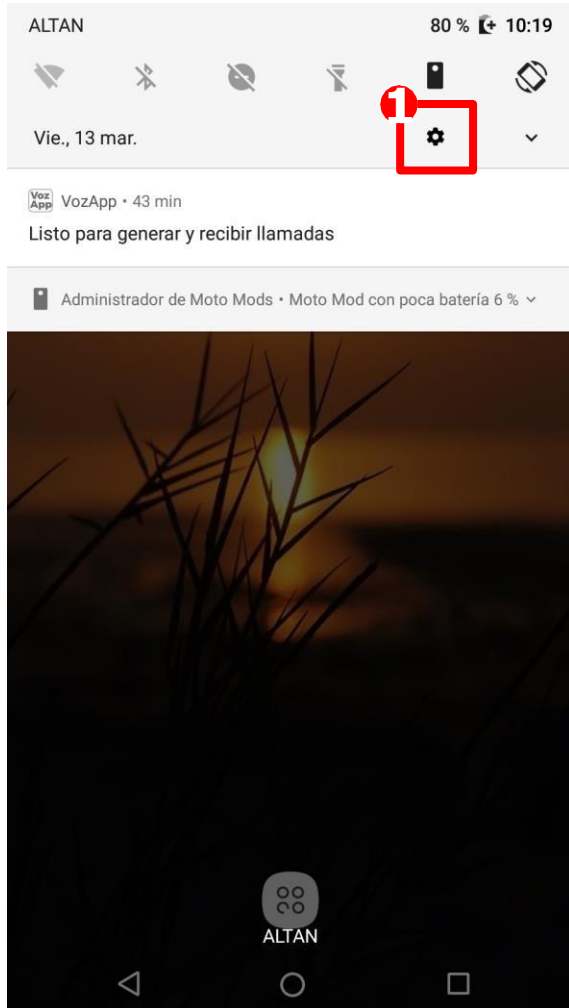 ALTAN 80 % 10:19
1
Vie., 13 mar.
Voz App VozApp • 43 min
Listo para generar y recibir llamadas
Administrador de Moto Mods • Moto Mod con poca batería 6 %
ALTAN